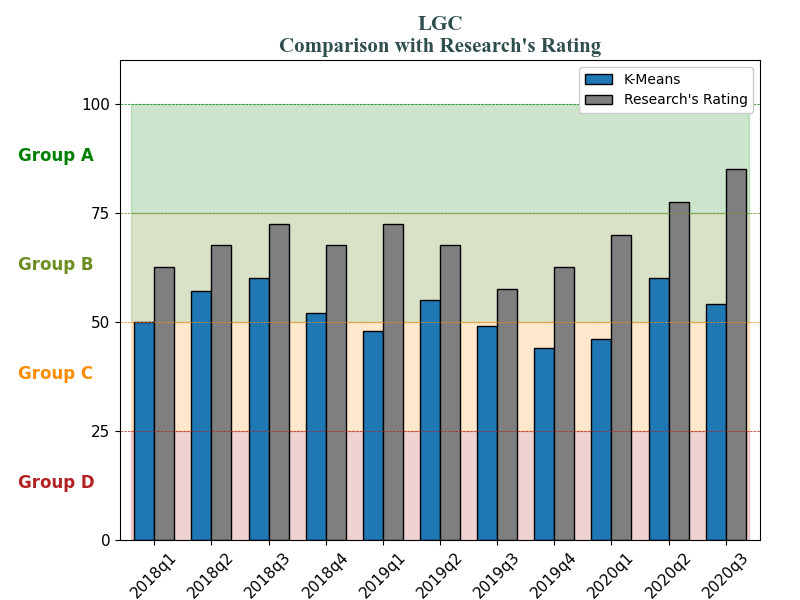 LGC
Comparison with Research's Rating
K-Means
Research's Rating
100
Group A
75
Group B
50
Group C
25
Group D
0
2018q1
2018q2
2018q3
2018q4
2019q1
2019q2
2019q3
2019q4
2020q1
2020q2
2020q3